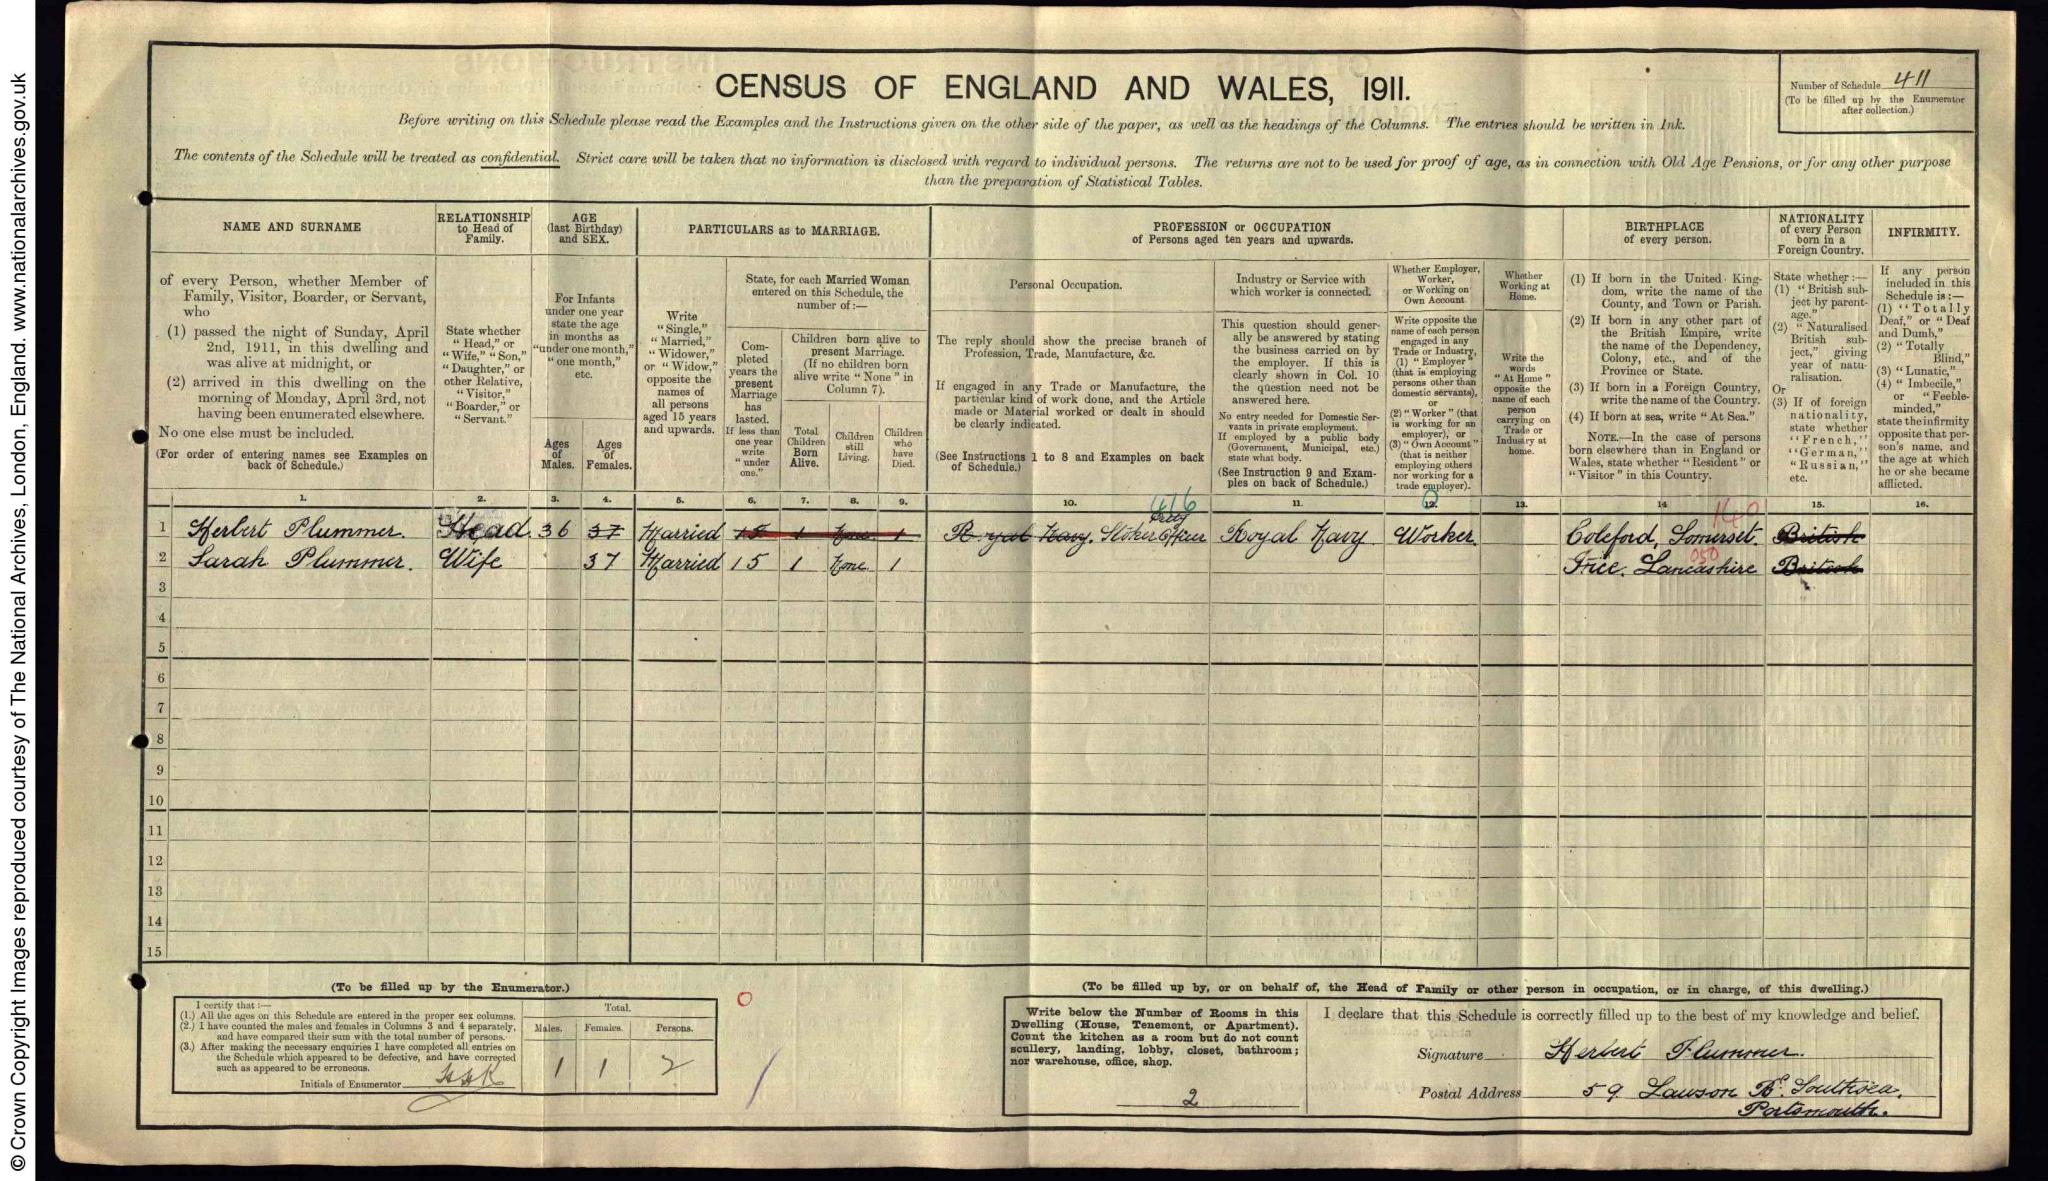 © Crown Copyright Images reproduced courtesy of The National Archives, London, England. www.nationalarchives.gov.uk
CENSUS OF ENGLAND AND WALES, 1911.
Number of Schedule 411
(To be filled up by the Enumerator
after collection.)
Before writing on this Schedule please read the Examples and the Instructions given on the other side of the paper, as well as the headings of the Columns. The entries should be written in Ink.
The contents of the Schedule will be treated as confidential. Strict care will be taken that no information is disclosed with regard to individual persons. The returns are not to be used for proof of age, as in connection with Old Age Pensions, or for any other purpose
than the preparation of Statistical Tables.
NAME AND SURNAME
of every Person, whether Member of
Family, Visitor, Boarder, or Servant,
who
(1) passed the night of Sunday, April
2nd, 1911, in this dwelling and
was alive at midnight, or
(2) arrived in this dwelling on the
morning of Monday, April 3rd, not
having been enumerated elsewhere.
No one else must be included.
(For order of entering names see Examples on
back of Schedule.)
RELATIONSHIP
to Head of
Family.
State whether
"Head," or
"Wife," "Son,"
"Daughter," or
other Relative,
"Visitor,"
"Boarder," or
"Servant."
AGE
(last Birthday)
and SEX.
For Infants
under one year
state the age
in months as
"under one month,"
"one month,"
etc.
Ages
of
Males.
Ages
of
Females.
PARTICULARS as to MARRIAGE.
Write
"Single,"
"Married,"
"Widower,"
or "Widow,"
opposite the
names of
all persons
aged 15 years
and upwards.
State, for each Married Woman
entered on this Schedule, the
number of :—
Com-
pleted
years the
present
Marriage
has
lasted.
If less than
one year
write
"under
one."
Children born alive to
present Marriage.
(If no children born
alive write "None" in
Column 7).
Total
Children
Born
Alive.
Children
still
Living.
Children
who
have
Died.
PROFESSION or OCCUPATION
of Persons aged ten years and upwards.
Personal Occupation.
The reply should show the precise branch of
Profession, Trade, Manufacture, &c.
If engaged in any Trade or Manufacture, the
particular kind of work done, and the Article
made or Material worked or dealt in should
be clearly indicated.
(See Instructions 1 to 8 and Examples on back
of Schedule.)
Industry or Service with
which worker is connected.
This question should gener-
ally be answered by stating
the business carried on by
the employer. If this is
clearly shown in Col. 10
the question need not be
answered here.
No entry needed for Domestic Ser-
vants in private employment.
If employed by a public body
(Government, Municipal, etc.)
state what body.
(See Instruction 9 and Exam-
ples on back of Schedule.)
Whether Employer,
Worker,
or Working on
Own Account
Write opposite the
name of each person
engaged in any
Trade or Industry,
(1) "Employer"
(that is employing
persons other than
domestic servants),
or
(2) "Worker" (that
is working for an
employer), or
(3) "Own Account"
(that is neither
employing others
nor working for a
trade employer).
Whether
Working at
Home.
Write the
words
"At Home"
opposite the
name of each
person
carrying on
Trade or
Industry at
home.
BIRTHPLACE
of every person.
(1) If born in the United King-
dom, write the name of the
County, and Town or Parish.
(2) If born in any other part of
the British Empire, write
the name of the Dependency,
Colony, etc., and of the
Province or State.
(3) If born in a Foreign Country,
write the name of the Country.
(4) If born at sea, write "At Sea."
NOTE.—In the case of persons
born elsewhere than in England or
Wales, state whether "Resident" or
"Visitor" in this Country.
NATIONALITY
of every Person
born in a
Foreign Country.
State whether :—
(1) "British sub-
ject by parent-
age."
(2) "Naturalised
British sub-
ject," giving
year of natu-
ralisation.
Or
(3) If of foreign
nationality,
state whether
"French,"
"German,"
"Russian,"
etc.
INFIRMITY.
If any person
included in this
Schedule is :—
(1) "Totally
Deaf," or "Deaf
and Dumb,"
(2) "Totally
Blind,"
(3) "Lunatic,"
(4) "Imbecile,"
or "Feeble-
minded,"
state the infirmity
opposite that per-
son's name, and
the age at which
he or she became
afflicted.
1. 2. 3. 4. 5. 6. 7. 8. 9. 10. 11. 12. 13. 14 15. 16.
416 140
1 Herbert Plummer. Head. 36 37 Married 15 1 None. 1 Royal Navy. Stoker Petty Officer Royal Navy Worker Coleford, Somerset. British
050
2 Sarah Plummer. Wife 37 Married 15 1 None. 1 Lancashire British
3
4
5
6
7
8
9
10
11
12
13
14
15
(To be filled up by the Enumerator.)
I certify that :—
(1.) All the ages on this Schedule are entered in the proper sex columns.
(2.) I have counted the males and females in Columns 3 and 4 separately,
and have compared their sum with the total number of persons.
(3.) After making the necessary enquiries I have completed all entries on
the Schedule which appeared to be defective, and have corrected
such as appeared to be erroneous.
Initials of Enumerator
Total.
Males. Females. Persons.
1 1 2
0
(To be filled up by, or on behalf of, the Head of Family or other person in occupation, or in charge, of this dwelling.)
Write below the Number of Rooms in this
Dwelling (House, Tenement, or Apartment).
Count the kitchen as a room but do not count
scullery, landing, lobby, closet, bathroom;
nor warehouse, office, shop.
2
I declare that this Schedule is correctly filled up to the best of my knowledge and belief.
Signature Herbert Plummer.
Postal Address 59 Lawson Rd. Southsea,
Portsmouth.